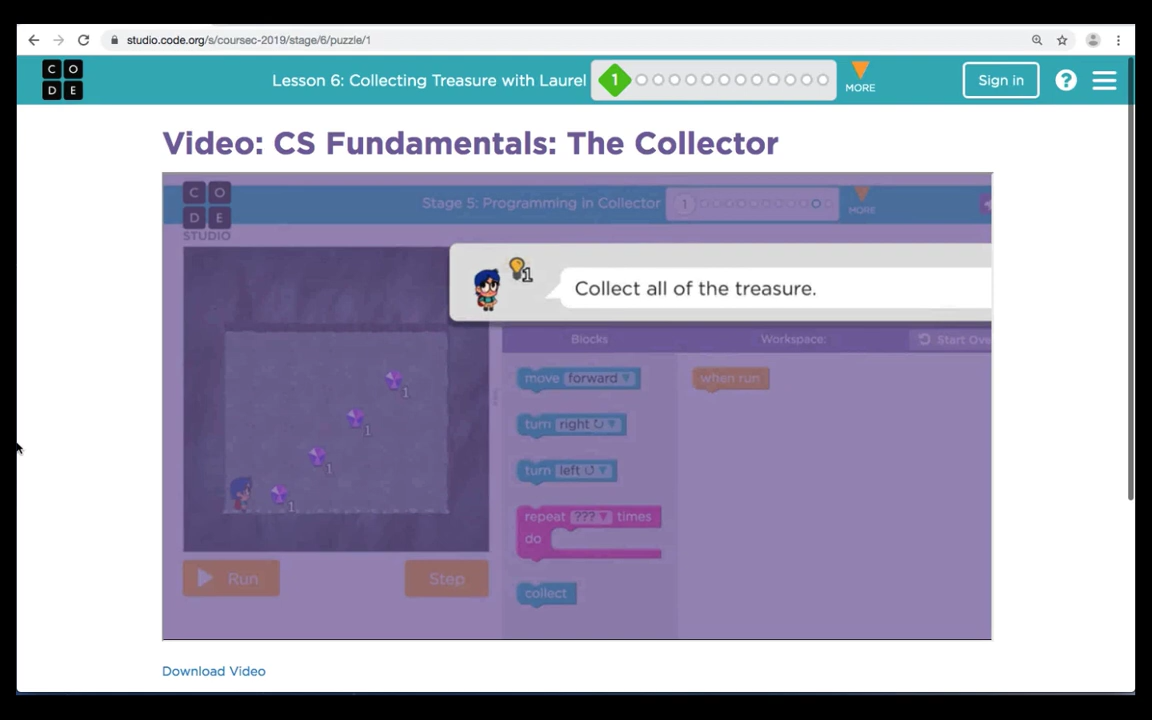 studio.code.org/s/coursec-2019/stage/6/puzzle/1
C O
D E
Lesson 6: Collecting Treasure with Laurel
1
MORE
Sign in
?
Video: CS Fundamentals: The Collector
C O
D E
STUDIO
Stage 5: Programming in Collector
1
MORE
1
Collect all of the treasure.
Blocks
Workspace:
Start Ov
move forward
when run
turn right
turn left
repeat ??? times
do
collect
1
1
1
1
Run
Step
Download Video